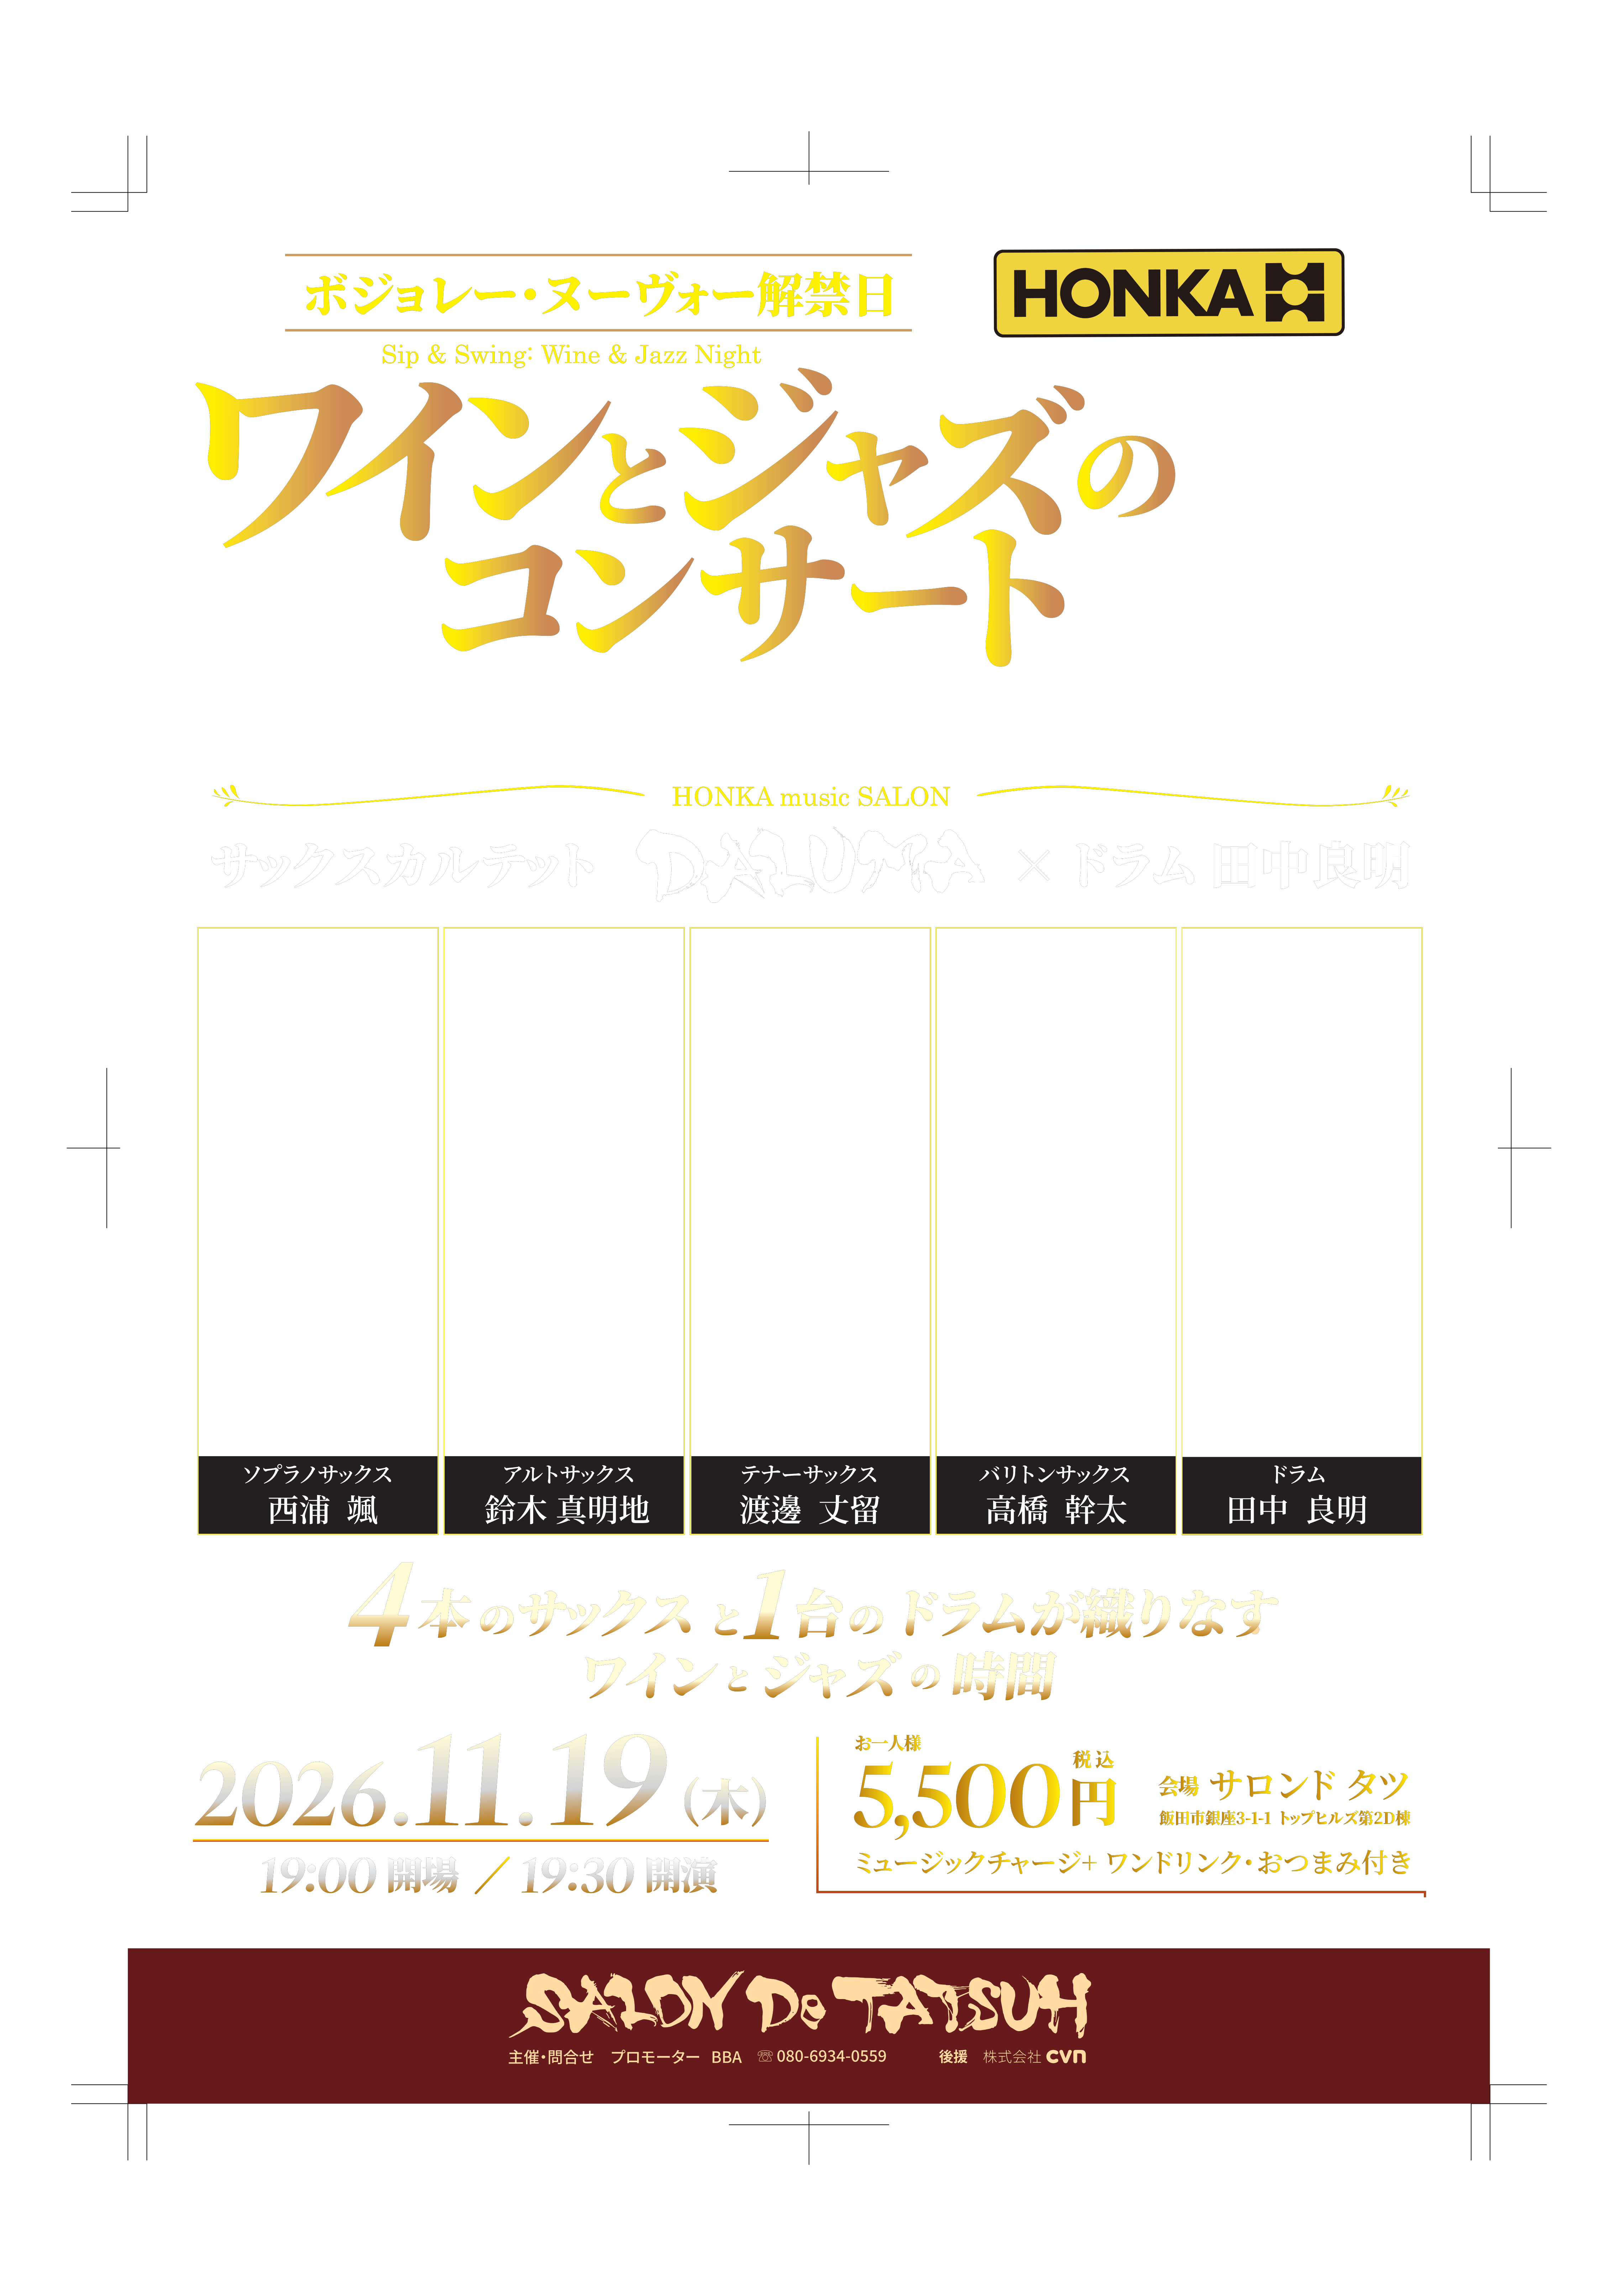 ボジョレー・ヌーヴォー解禁日
HONKA
Sip & Swing: Wine & Jazz Night
ワインとジャズの
コンサート
HONKA music SALON
サックスカルテット DALUMA × ドラム 田中良明
ソプラノサックス
西浦 颯
アルトサックス
鈴木 真明地
テナーサックス
渡邊 丈留
バリトンサックス
高橋 幹太
ドラム
田中 良明
4本のサックスと1台のドラムが織りなす
ワインとジャズの時間
2026.11.19(木)
19:00 開場 / 19:30 開演
お一人様
5,500円 税込
会場 サロンド タツ
飯田市銀座3-1-1 トップヒルズ第2D棟
ミュージックチャージ+ ワンドリンク・おつまみ付き
SALON De TATSUH
主催・問合せ プロモーター BBA ☏ 080-6934-0559 後援 株式会社 cvn